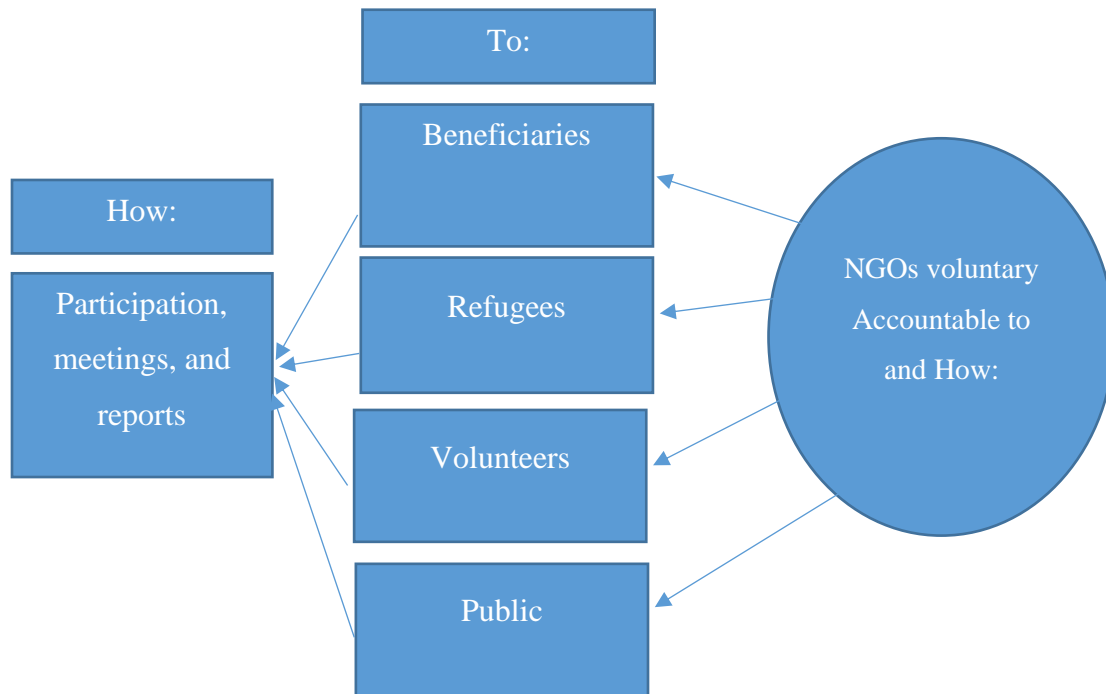 To:
Beneficiaries
How:
Participation,
meetings, and
reports
Refugees
Volunteers
Public
NGOs voluntary
Accountable to
and How: